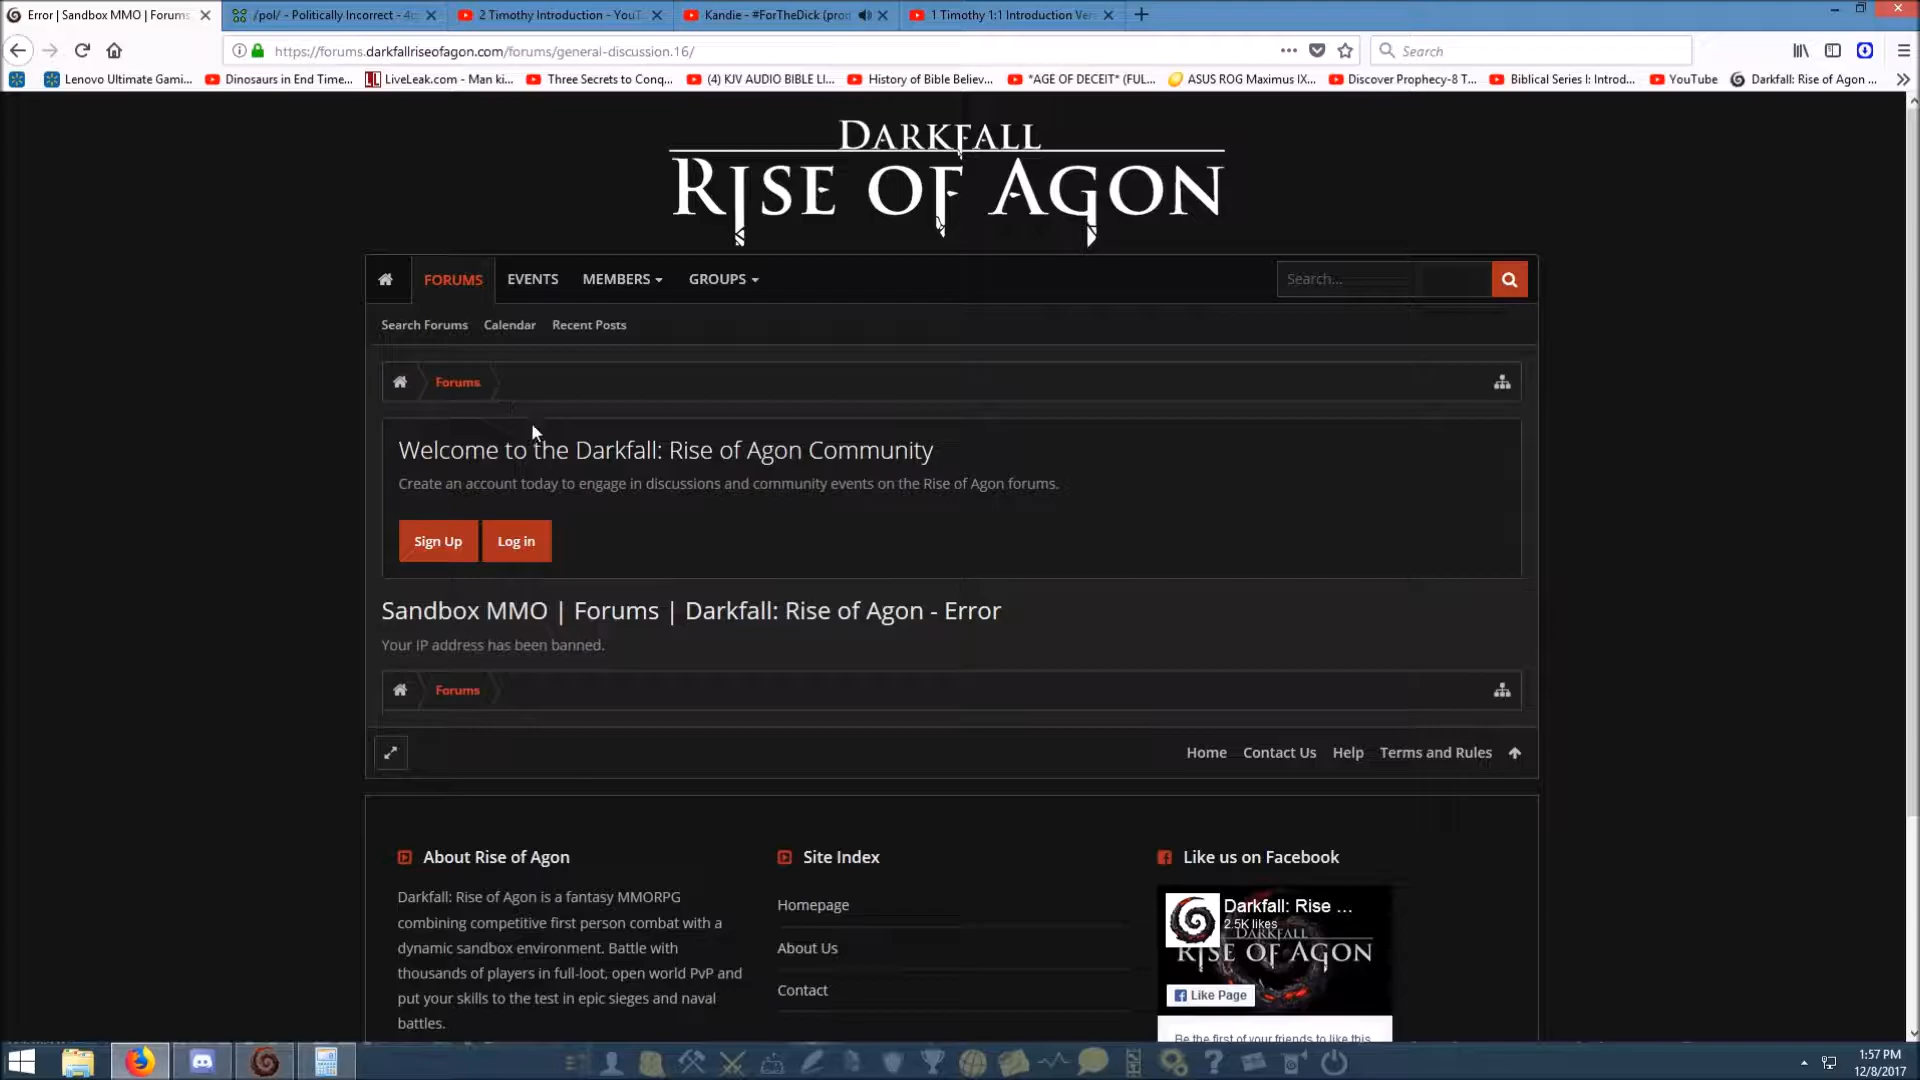 Error | Sandbox MMO | Forums
/pol/ - Politically Incorrect - 4c
2 Timothy Introduction - YouT
Kandie - #ForTheDick (proc
1 Timothy 1:1 Introduction Ver
https://forums.darkfallriseofagon.com/forums/general-discussion.16/
Search
Lenovo Ultimate Gami...
Dinosaurs in End Time...
LiveLeak.com - Man ki...
Three Secrets to Conq...
(4) KJV AUDIO BIBLE LI...
History of Bible Believ...
*AGE OF DECEIT* (FUL...
ASUS ROG Maximus IX...
Discover Prophecy-8 T...
Biblical Series I: Introd...
YouTube
Darkfall: Rise of Agon ...
DARKFALL
RISE OF AGON
FORUMS EVENTS MEMBERS GROUPS
Search...
Search Forums Calendar Recent Posts
Forums
Welcome to the Darkfall: Rise of Agon Community
Create an account today to engage in discussions and community events on the Rise of Agon forums.
Sign Up Log in
Sandbox MMO | Forums | Darkfall: Rise of Agon - Error
Your IP address has been banned.
Forums
Home Contact Us Help Terms and Rules
About Rise of Agon
Darkfall: Rise of Agon is a fantasy MMORPG
combining competitive first person combat with a
dynamic sandbox environment. Battle with
thousands of players in full-loot, open world PvP and
put your skills to the test in epic sieges and naval
battles.
Site Index
Homepage
About Us
Contact
Like us on Facebook
Darkfall: Rise ...
2.5K likes
DARKFALL
RISE OF AGON
Like Page
Be the first of your friends to like this
1:57 PM
12/8/2017